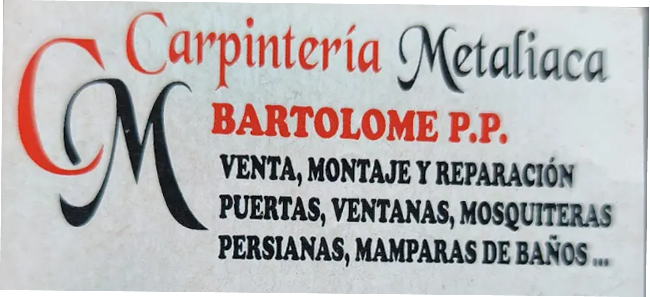 CM
Carpintería Metaliaca
BARTOLOME P.P.
VENTA, MONTAJE Y REPARACIÓN
PUERTAS, VENTANAS, MOSQUITERAS
PERSIANAS, MAMPARAS DE BAÑOS ...